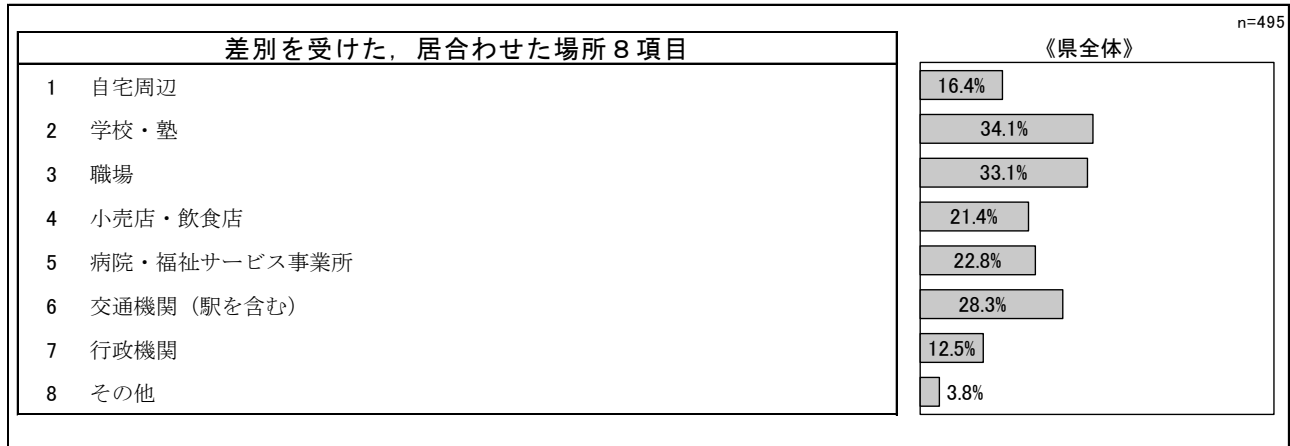 n=495
差別を受けた，居合わせた場所８項目
《県全体》
1 自宅周辺 16.4%
2 学校・塾 34.1%
3 職場 33.1%
4 小売店・飲食店 21.4%
5 病院・福祉サービス事業所 22.8%
6 交通機関（駅を含む） 28.3%
7 行政機関 12.5%
8 その他 3.8%